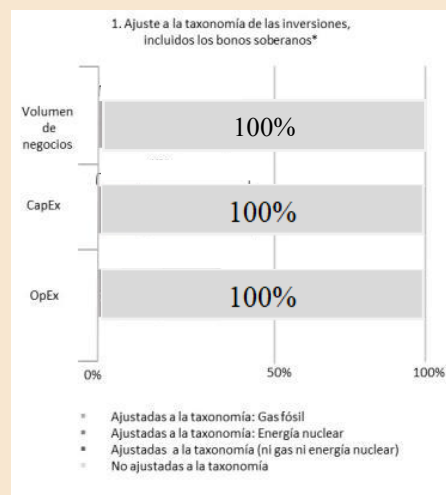 1. Ajuste a la taxonomía de las inversiones,
incluidos los bonos soberanos*
Volumen
de
negocios
100%
CapEx
100%
OpEx
100%
0%
50%
100%
Ajustadas a la taxonomía: Gas fósil
Ajustadas a la taxonomía: Energía nuclear
Ajustadas a la taxonomía (ni gas ni energía nuclear)
No ajustadas a la taxonomía